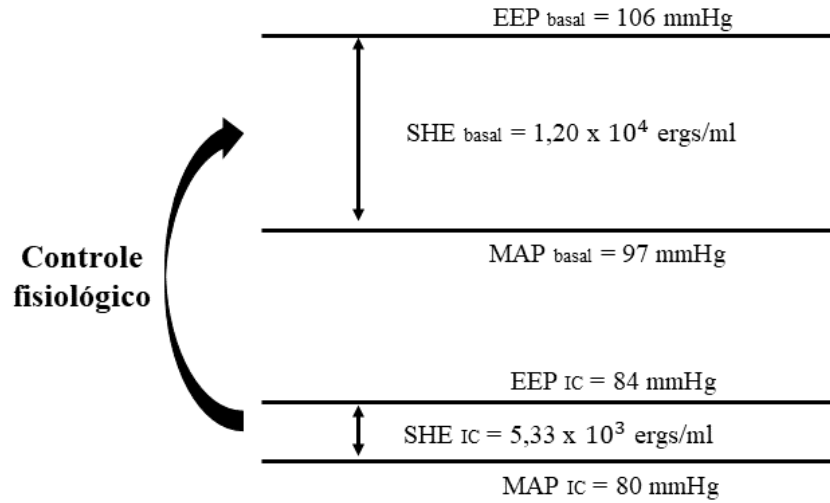 EEP basal = 106 mmHg
SHE basal = 1,20 x 10⁴ ergs/ml
MAP basal = 97 mmHg
Controle
fisiológico
EEP IC = 84 mmHg
SHE IC = 5,33 x 10³ ergs/ml
MAP IC = 80 mmHg